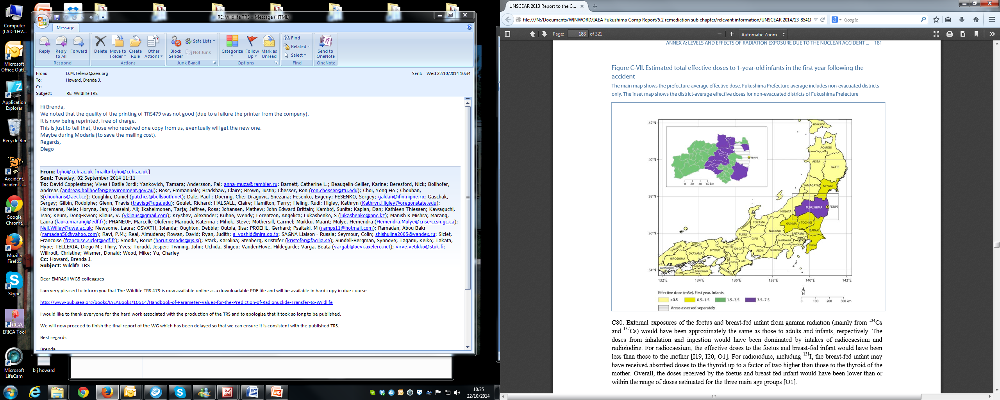 Computer
(LAD-1HV...
Microsoft
Office Outl...
Application
Explorer
Recycle Bin
Accident,
Incident a...
Google
Chrome
Mozilla
Firefox
Skype
ERICA
ERICA Tool
Microsoft
LifeCam
b j howard
RE: Wildlife TRS - Message (HTML)
Message
Reply
Reply
to All
Forward
Respond
Delete
Move to
Folder
Create
Rule
Other
Actions
Actions
Block
Sender
Safe Lists
Not Junk
Junk E-mail
Categorize
Follow
Up
Mark as
Unread
Options
Find
Related
Select
Find
Send to
OneNote
OneNote
From: D.M.Telleria@iaea.org Sent: Wed 22/10/2014 10:34
To: Howard, Brenda J.
Cc:
Subject: RE: Wildlife TRS
Hi Brenda,
We noted that the quality of the printing of TRS479 was not good (due to a failure the printer from the company).
It is now being reprinted, free of charge.
This is just to tell that, those who received one copy from us, eventually will get the new one.
Maybe during Modaria (to save the mailing cost).
Regards,
Diego
From: bjho@ceh.ac.uk [mailto:bjho@ceh.ac.uk]
Sent: Tuesday, 02 September 2014 11:11
To: David Copplestone; Vives i Batlle Jordi; Yankovich, Tamara; Andersson, Pal; anna-muza@rambler.ru; Barnett, Catherine L.; Beaugelin-Seiller, Karine; Beresford, Nick; Bollhofer,
Andreas (andreas.bollhoefer@environment.gov.au); Bosc, Emmanuele; Bradshaw, Claire; Brown, Justin; Chesser, Ron (ron.chesser@ttu.edu); Choi, Yong Ho ; Chouhan,
S(chouhans@aecl.ce); Coughlin, Daniel (patchcs@bellsouth.net); Dale, Paul ; Doering, Che; Dragovic, Snezana; Fesenko, Evgeny; FESENKO, Sergey; galdan@ifin.nipne.ro; Gaschak,
Sergey; Gilbin, Rodolphe; Glenn, Travis (travisg@uga.edu); Goulet, Richard; HALSALL, Claire; Hamilton, Terry; Heling, Rudi; Higley, Kathryn (Kathryn.Higley@oregonstate.edu);
Horemans, Nele; Horyna, Jan; Hosseini, Ali; Ikaheimonen, Tarja; Jeffree, Ross; Johansen, Mathew; John Edward Brittain; Kamboj, Sunita; Kaplan, Dan; Kathleen Thiessen; Kawaguchi,
Isao; Keum, Dong-Kwon; Kliaus, V. (vkliaus@gmail.com); Kryshev, Alexander; Kuhne, Wendy; Lorentzon, Angelica; Lukashenko, S (lukashenko@nnc.kz); Manish K Mishra; Marang,
Laura (laura.marang@edf.fr); PHANEUF, Marcelle Olufemi; Maroudi, Katerina ; Mihok, Steve; Mothersill, Carmel; Muikku, Maarit; Mulye, Hemendra (Hemendra.Mulye@cnsc-ccsn.gc.ca);
Neil.Willey@uwe.ac.uk; Newsome, Laura; OSVATH, Iolanda; Oughton, Debbie; Outola, Iisa; PROEHL, Gerhard; Psaltaki, M (ramps11@hotmail.com); Ramadan, Abou Bakr
(ramadan58@yahoo.com); Ravi, P.M.; Real, Almudena; Rowan, David; Ryan, Judith; s_yoshid@nirs.go.jp; SAGNA Liaison - Russia; Seymour, Colin; shishulina2005@yandex.ru; Siclet,
Francoise (francoise.siclet@edf.fr); Smodis, Borut (borut.smodis@ijs.si); Stark, Karolina; Stenberg, Kristofer (kristofer@facilia.se); Sundell-Bergman, Synnove; Tagami, Keiko; Takata,
Hyoe; TELLERIA, Diego M.; Thiry, Yves; Torudd, Jesper; Twining, John; Uchida, Shigeo; VandenHove, Hildegarde; Varga, Beata (vargab@oevi.axelero.net); virve.vetikko@stuk.fi;
Willrodt, Christine; Wismer, Donald; Wood, Mike; Yu, Charley
Cc: Howard, Brenda J.
Subject: Wildlife TRS
Dear EMRASII WG5 colleagues
I am very pleased to inform you that The Wildlife TRS 479 is now available online as a downloadable PDF file and will be available in hard copy in due course.
http://www-pub.iaea.org/books/IAEABooks/10514/Handbook-of-Parameter-Values-for-the-Prediction-of-Radionuclide-Transfer-to-Wildlife
I would like to thank everyone for the hard work associated with the production of the TRS and to apologise that it took so long to be published.
We will now proceed to finish the final report of the WG which has been delayed so that we can ensure it is consistent with the published TRS.
Best regards
Brenda
10:35
22/10/2014
UNSCEAR 2013 Report to the G...
file:///N:/Documents/WINWORD/IAEA Fukushima Comp Report/5.2 remediation sub chapter/relevant information/UNSCEAR 2014/13-85418
Google
Page: 188 of 321
Automatic Zoom
ANNEX A: LEVELS AND EFFECTS OF RADIATION EXPOSURE DUE TO THE NUCLEAR ACCIDENT ... 181
Figure C-VII. Estimated total effective doses to 1-year-old infants in the first year following the
accident
The main map shows the prefecture-average effective dose. Fukushima Prefecture average includes non-evacuated districts
only. The inset map shows the district-average effective doses for non-evacuated districts of Fukushima Prefecture
42°N
40°N
38°N
36°N
34°N
132°E 134°E 136°E 138°E 140°E 142°E
FDNPS
0 20 40 60 km
HOKKAIDO
AOMORI
AKITA
IWATE
YAMAGATA
MIYAGI
FUKUSHIMA
FDNPS
NIIGATA
GUNMA
TOCHIGI
IBARAKI
ISHIKAWA
TOYAMA
NAGANO
SAITAMA
FUKUI
GIFU
YAMANASHI
TOKYO
KANAGAWA
CHIBA
SHIMANE
TOTTORI
HYOGO
KYOTO
SHIGA
AICHI
SHIZUOKA
OKAYAMA
OSAKA
NARA
MIE
HIROSHIMA
YAMAGUCHI
KAGAWA
EHIME
TOKUSHIMA
WAKAYAMA
Effective dose (mSv). First year. Infants
<0.5 0.5–1.5 1.5–3.5 3.5–7.5
Areas assessed separately
N
0 100 200 300 km
C80. External exposures of the foetus and breast-fed infant from gamma radiation (mainly from ¹³⁴Cs
and ¹³⁷Cs) would have been approximately the same as those to adults and infants, respectively. The
doses from inhalation and ingestion would have been dominated by intakes of radiocaesium and
radioiodine. For radiocaesium, the effective doses to the foetus and breast-fed infant would have been
less than those to the mother [I19, I20, O1]. For radioiodine, including ¹³¹I, the breast-fed infant may
have received absorbed doses to the thyroid up to a factor of two higher than those to the thyroid of the
mother. Overall, the doses received by the foetus and breast-fed infant would have been lower than or
within the range of doses estimated for the three main age groups [O1].